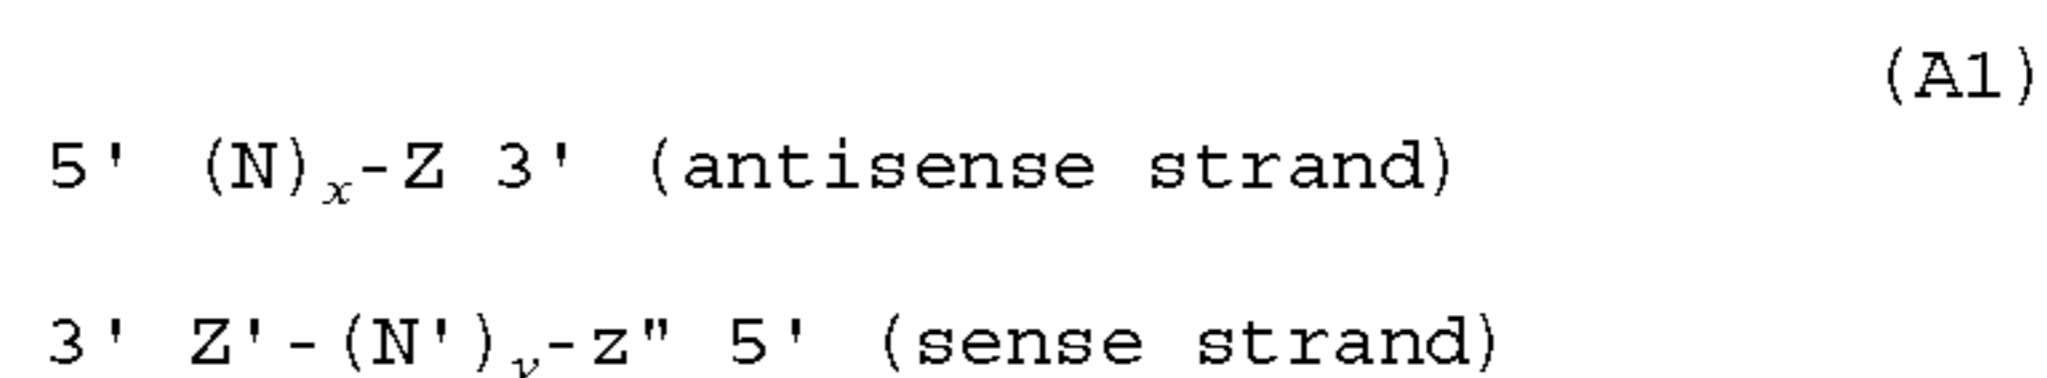 (A1)
5' (N)x-Z 3' (antisense strand)
3' Z'-(N')y-z" 5' (sense strand)